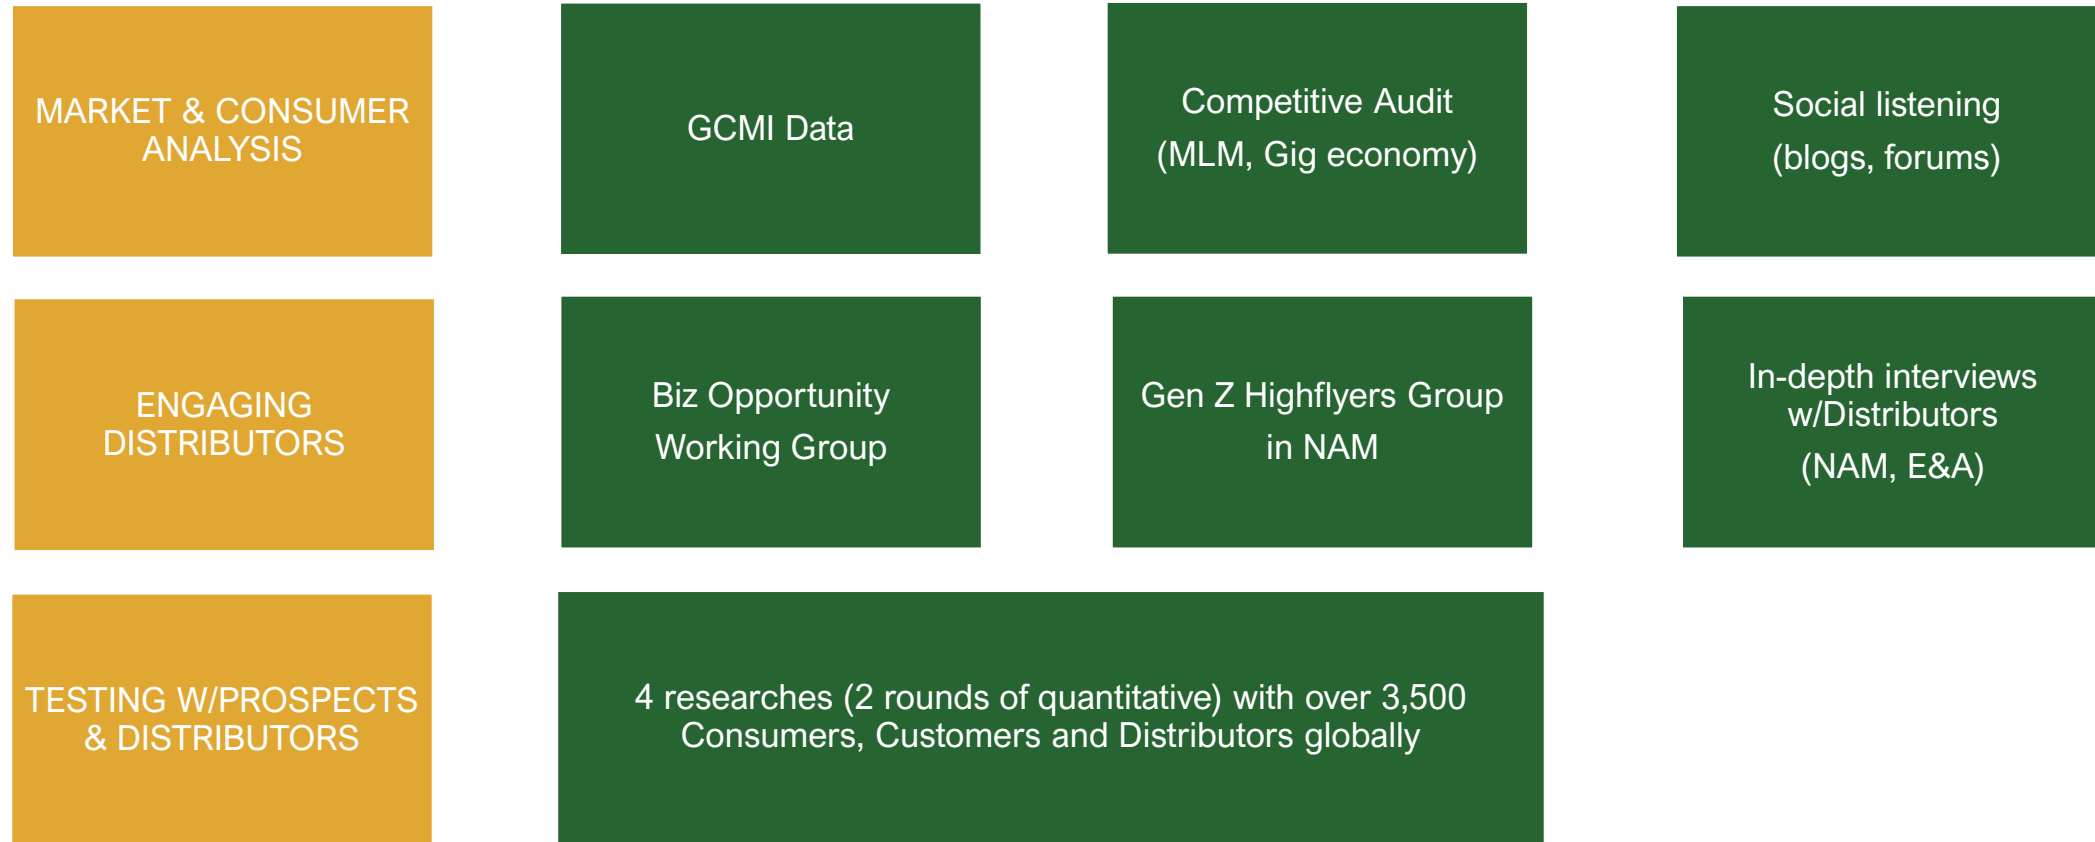 MARKET & CONSUMER
ANALYSIS
GCMI Data
Competitive Audit
(MLM, Gig economy)
Social listening
(blogs, forums)
ENGAGING
DISTRIBUTORS
Biz Opportunity
Working Group
Gen Z Highflyers Group
in NAM
In-depth interviews
w/Distributors
(NAM, E&A)
TESTING W/PROSPECTS
& DISTRIBUTORS
4 researches (2 rounds of quantitative) with over 3,500
Consumers, Customers and Distributors globally